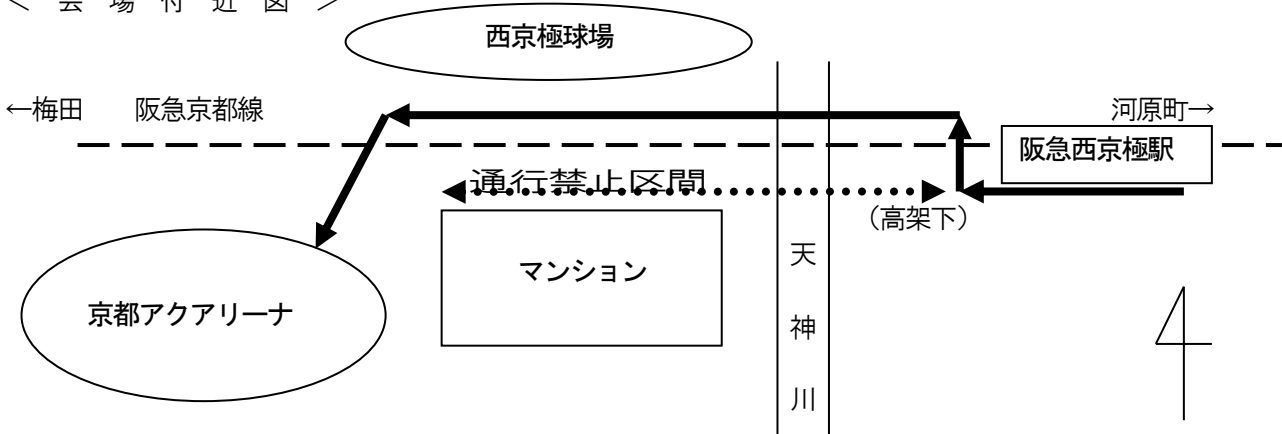 ＜ 会 場 付 近 図 ＞
西京極球場
←梅田 阪急京都線
河原町→
阪急西京極駅
通行禁止区間
（高架下）
マンション
天神川
京都アクアリーナ